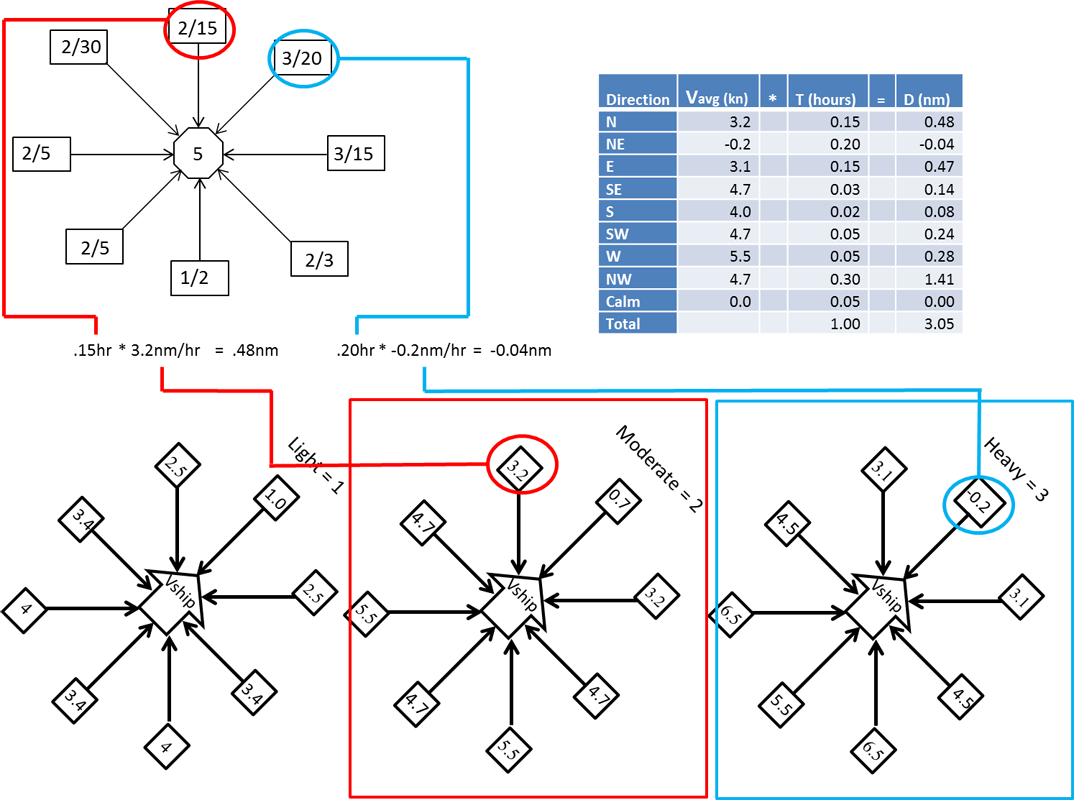 2/15
2/30
3/20
2/5
5
3/15
2/5
1/2
2/3
Direction Vavg (kn) * T (hours) = D (nm)
N 3.2 0.15 0.48
NE -0.2 0.20 -0.04
E 3.1 0.15 0.47
SE 4.7 0.03 0.14
S 4.0 0.02 0.08
SW 4.7 0.05 0.24
W 5.5 0.05 0.28
NW 4.7 0.30 1.41
Calm 0.0 0.05 0.00
Total 1.00 3.05
.15hr * 3.2nm/hr = .48nm
.20hr * -0.2nm/hr = -0.04nm
Light = 1
2.5
1.0
3.4
2.5
4
Vship
3.4
3.4
4
Moderate = 2
3.2
0.7
4.7
3.2
5.5
Vship
4.7
4.7
5.5
Heavy = 3
3.1
-0.2
4.5
3.1
6.5
Vship
5.5
4.5
6.5